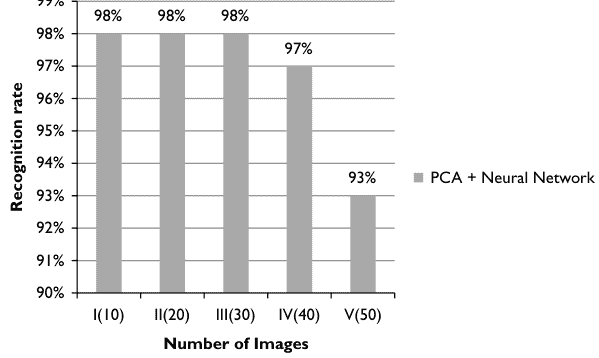 99%
98%
97%
96%
95%
94%
93%
92%
91%
90%
Recognition rate
98%
98%
98%
97%
93%
I(10)
II(20)
III(30)
IV(40)
V(50)
Number of Images
PCA + Neural Network